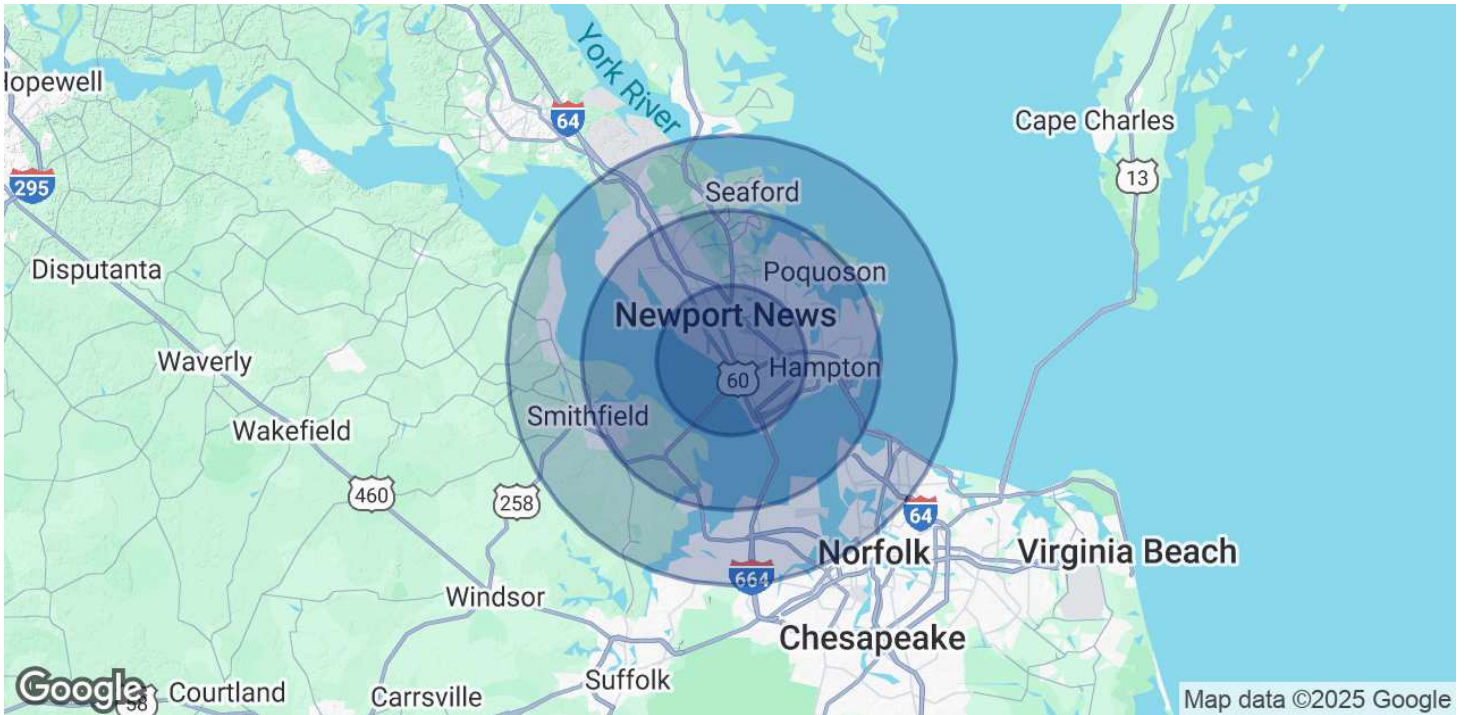 Hopewell
York River
64
Cape Charles
295
13
Seaford
Disputanta
Poquoson
Newport News
Waverly
Hampton
60
Smithfield
Wakefield
460
258
64
Norfolk
Virginia Beach
664
Windsor
Chesapeake
Suffolk
Google
58
Courtland
Carrsville
Map data ©2025 Google